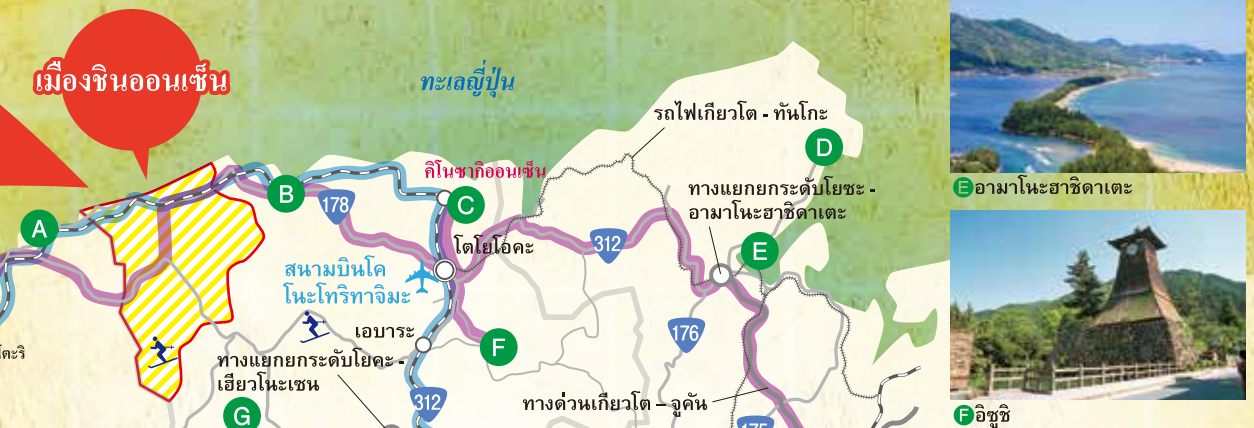 เมืองชินออนเซ็น
ทะเลญี่ปุ่น
รถไฟเกียวโต - ทันโกะ
D
คิโนซากิออนเซ็น
B
178
C
A
ทางแยกยกระดับโยซะ -
อามาโนะฮาชิดาเตะ
E อามาโนะฮาชิดาเตะ
312
E
โตโยโอคะ
สนามบินโค
โนะโทริทาจิมะ
176
เอบาระ
F
ทางแยกยกระดับโยคะ -
เฮียวโนะเซน
312
ทางด่วนเกียวโต – จูคัน
G
175
F อิซูชิ